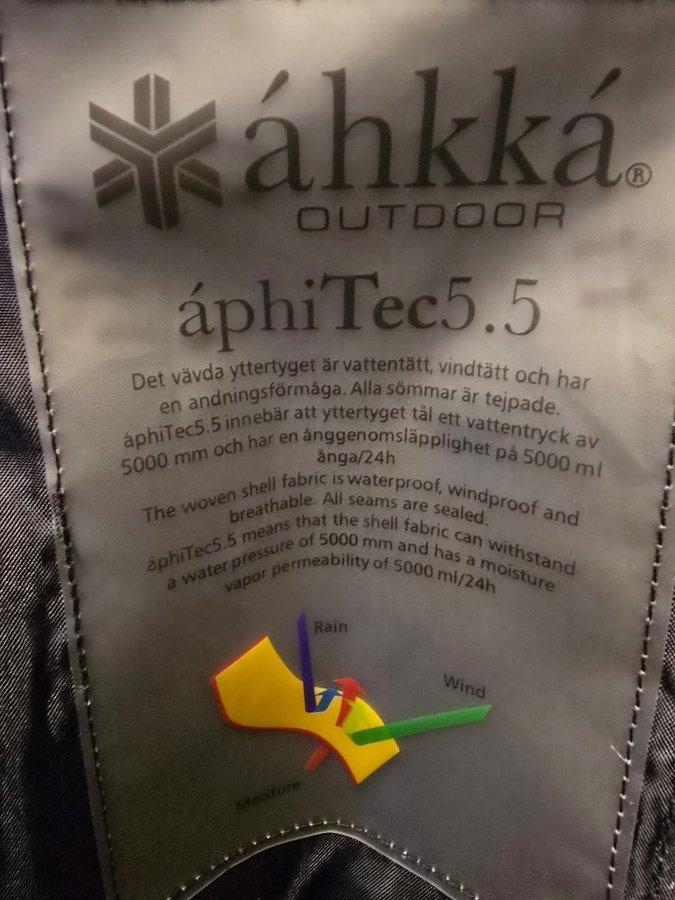 áhkká®
OUTDOOR
áphiTec5.5
Det vävda yttertyget är vattentätt, vindtätt och har
en andningsförmåga. Alla sömmar är tejpade.
áphiTec5.5 innebär att yttertyget tål ett vattentryck av
5000 mm och har en ånggenomsläpplighet på 5000 ml
ånga/24h
The woven shell fabric is waterproof, windproof and
breathable. All seams are sealed.
áphiTec5.5 means that the shell fabric can withstand
a water pressure of 5000 mm and has a moisture
vapor permeability of 5000 ml/24h
Rain
Wind
Moisture